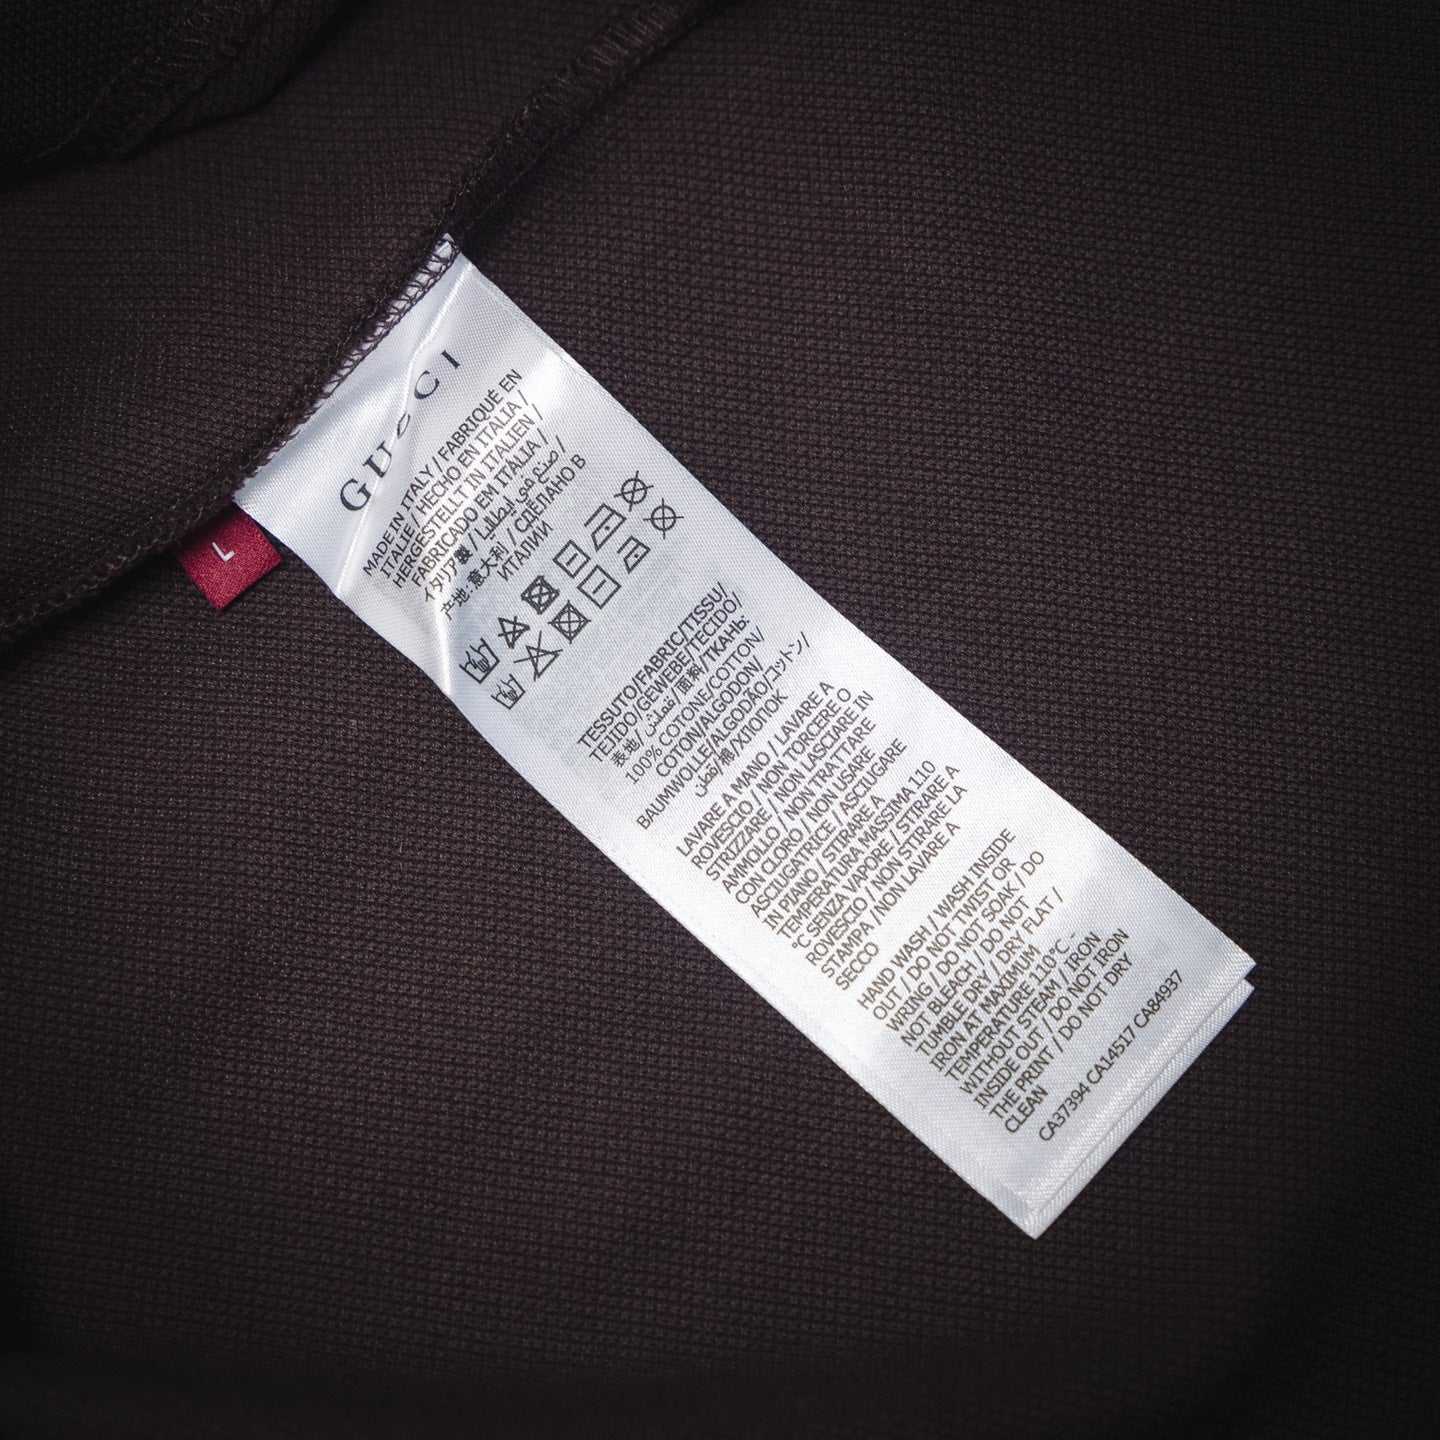 GUCCI
MADE IN ITALY / FABRIQUÉ EN
ITALIE / HECHO EN ITALIA /
HERGESTELLT IN ITALIEN /
FABRICADO EM ITÁLIA /
イタリア製 / صنع في إيطاليا /
产地: 意大利 / СДЕЛАНО В
ИТАЛИИ
L
TESSUTO/FABRIC/TISSU/
TEJIDO/GEWEBE/TECIDO/
表地/قماش/面料/ТКАНЬ:
100% COTONE/COTTON/
COTON/ALGODON/
BAUMWOLLE/ALGODÃO/コットン/
قطن/棉/ХЛОПОК
LAVARE A MANO / LAVARE A
ROVESCIO / NON TORCERE O
STRIZZARE / NON LASCIARE IN
AMMOLLO / NON TRATTARE
CON CLORO / NON USARE
ASCIUGATRICE / ASCIUGARE
IN PIANO / STIRARE A
TEMPERATURA MASSIMA 110
°C SENZA VAPORE / STIRARE A
ROVESCIO / NON STIRARE LA
STAMPA / NON LAVARE A
SECCO
HAND WASH / WASH INSIDE
OUT / DO NOT TWIST OR
WRING / DO NOT SOAK / DO
NOT BLEACH / DO NOT
TUMBLE DRY / DRY FLAT /
IRON AT MAXIMUM
TEMPERATURE 110°C -
WITHOUT STEAM / IRON
INSIDE OUT / DO NOT IRON
THE PRINT / DO NOT DRY
CLEAN
CA37394 CA14517 CA84937